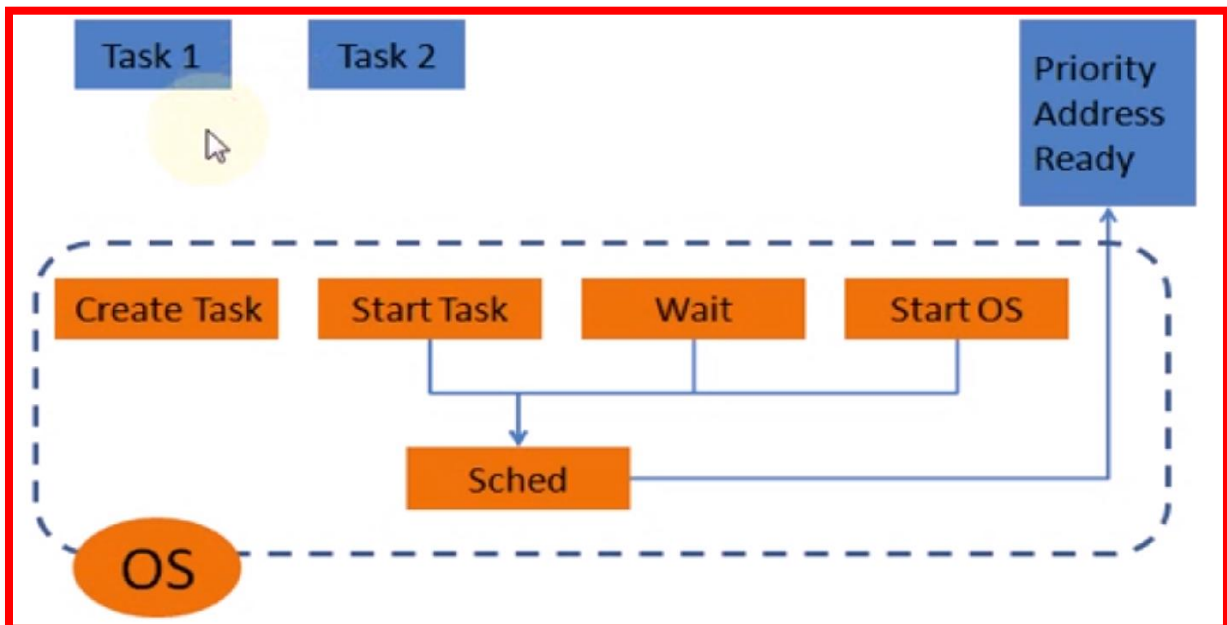 Task 1
Task 2
Priority
Address
Ready
Create Task
Start Task
Wait
Start OS
Sched
OS